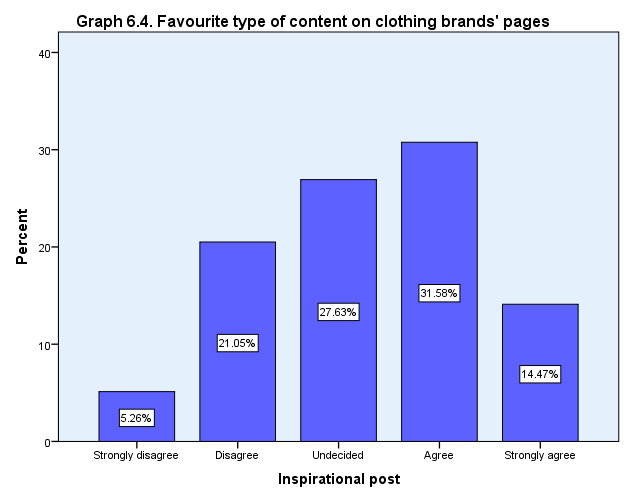 Graph 6.4. Favourite type of content on clothing brands' pages
40
30
20
10
0
Percent
5.26%
21.05%
27.63%
31.58%
14.47%
Strongly disagree
Disagree
Undecided
Agree
Strongly agree
Inspirational post